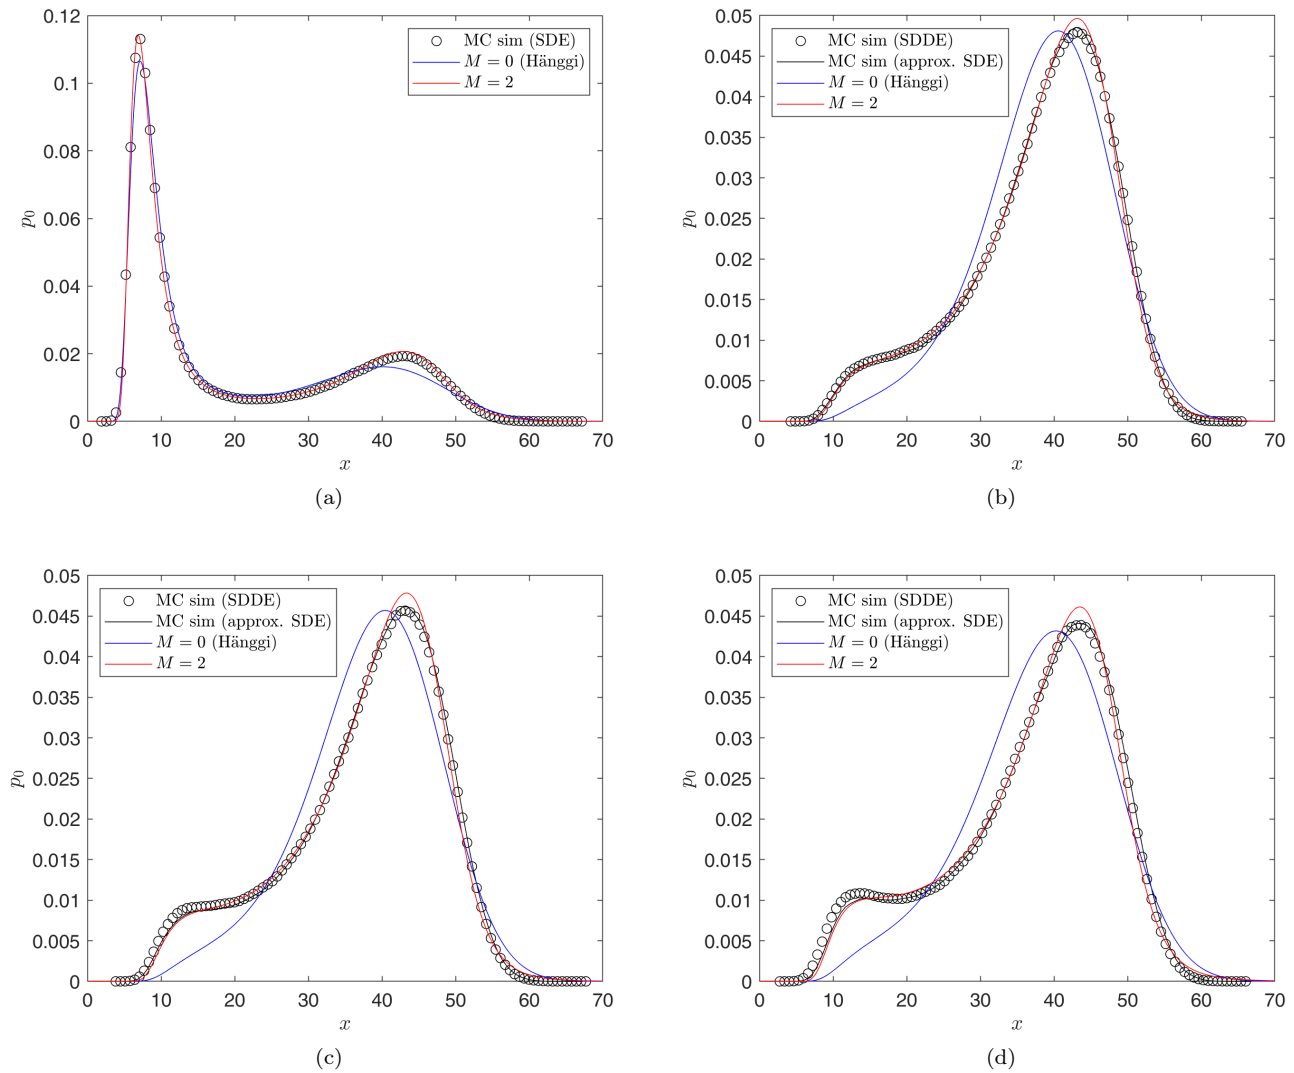 0.12
0.1
0.08
0.06
0.04
0.02
0
p₀
0 10 20 30 40 50 60 70
x
MC sim (SDE)
M = 0 (Hänggi)
M = 2
(a)
0.05
0.045
0.04
0.035
0.03
0.025
0.02
0.015
0.01
0.005
0
p₀
0 10 20 30 40 50 60 70
x
MC sim (SDDE)
MC sim (approx. SDE)
M = 0 (Hänggi)
M = 2
(b)
0.05
0.045
0.04
0.035
0.03
0.025
0.02
0.015
0.01
0.005
0
p₀
0 10 20 30 40 50 60 70
x
MC sim (SDDE)
MC sim (approx. SDE)
M = 0 (Hänggi)
M = 2
(c)
0.05
0.045
0.04
0.035
0.03
0.025
0.02
0.015
0.01
0.005
0
p₀
0 10 20 30 40 50 60 70
x
MC sim (SDDE)
MC sim (approx. SDE)
M = 0 (Hänggi)
M = 2
(d)